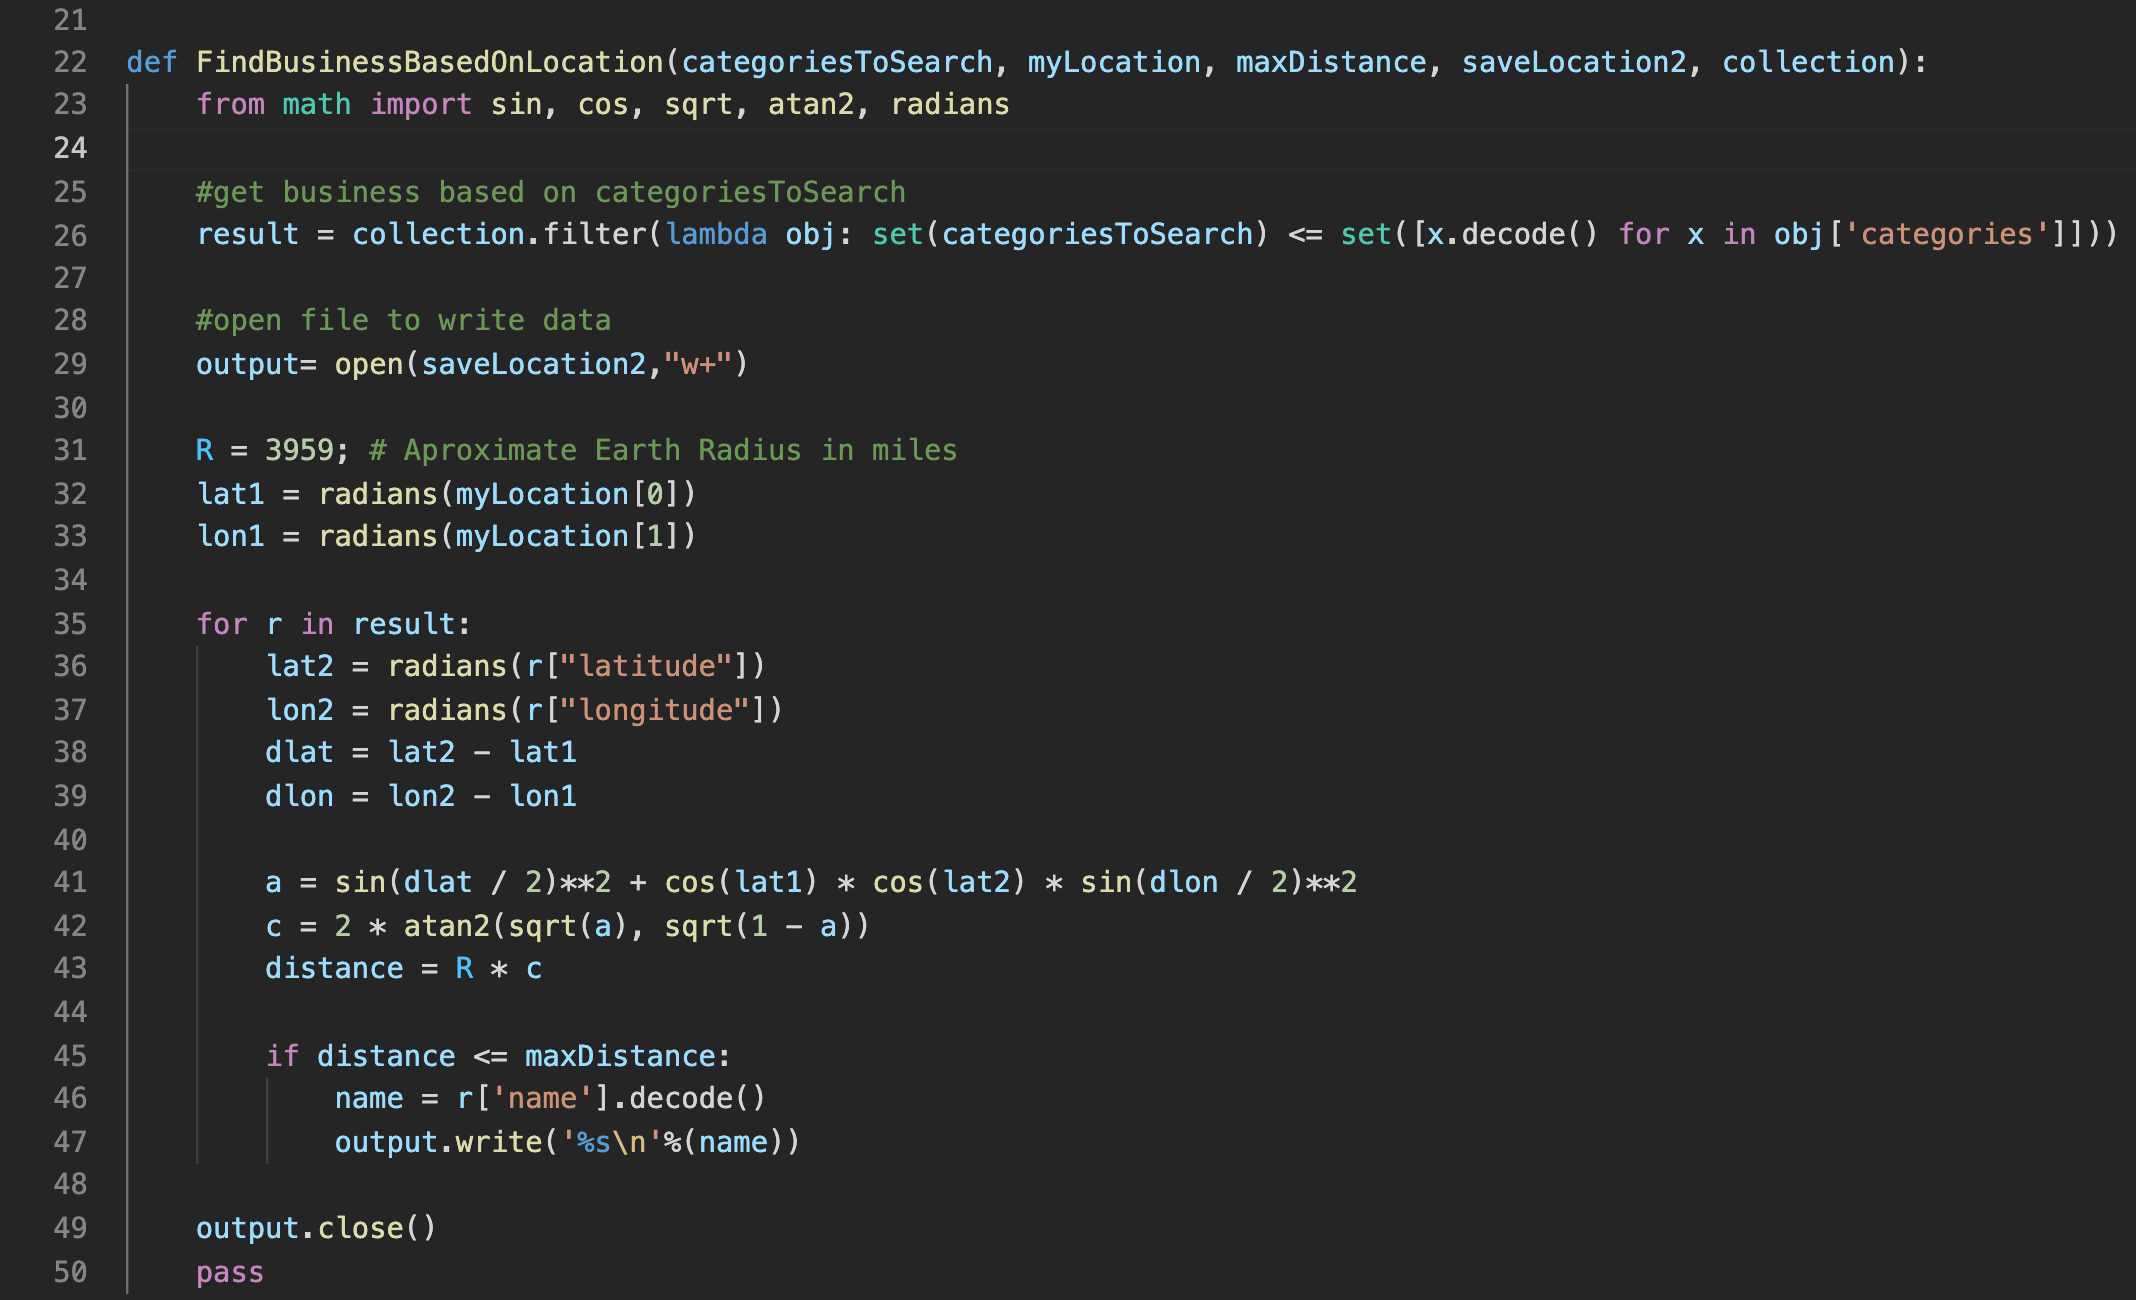 21
22 def FindBusinessBasedOnLocation(categoriesToSearch, myLocation, maxDistance, saveLocation2, collection):
23     from math import sin, cos, sqrt, atan2, radians
24
25     #get business based on categoriesToSearch
26     result = collection.filter(lambda obj: set(categoriesToSearch) <= set([x.decode() for x in obj['categories']]))
27
28     #open file to write data
29     output= open(saveLocation2,"w+")
30
31     R = 3959; # Aproximate Earth Radius in miles
32     lat1 = radians(myLocation[0])
33     lon1 = radians(myLocation[1])
34
35     for r in result:
36         lat2 = radians(r["latitude"])
37         lon2 = radians(r["longitude"])
38         dlat = lat2 - lat1
39         dlon = lon2 - lon1
40
41         a = sin(dlat / 2)**2 + cos(lat1) * cos(lat2) * sin(dlon / 2)**2
42         c = 2 * atan2(sqrt(a), sqrt(1 - a))
43         distance = R * c
44
45         if distance <= maxDistance:
46             name = r['name'].decode()
47             output.write('%s\n'%(name))
48
49     output.close()
50     pass